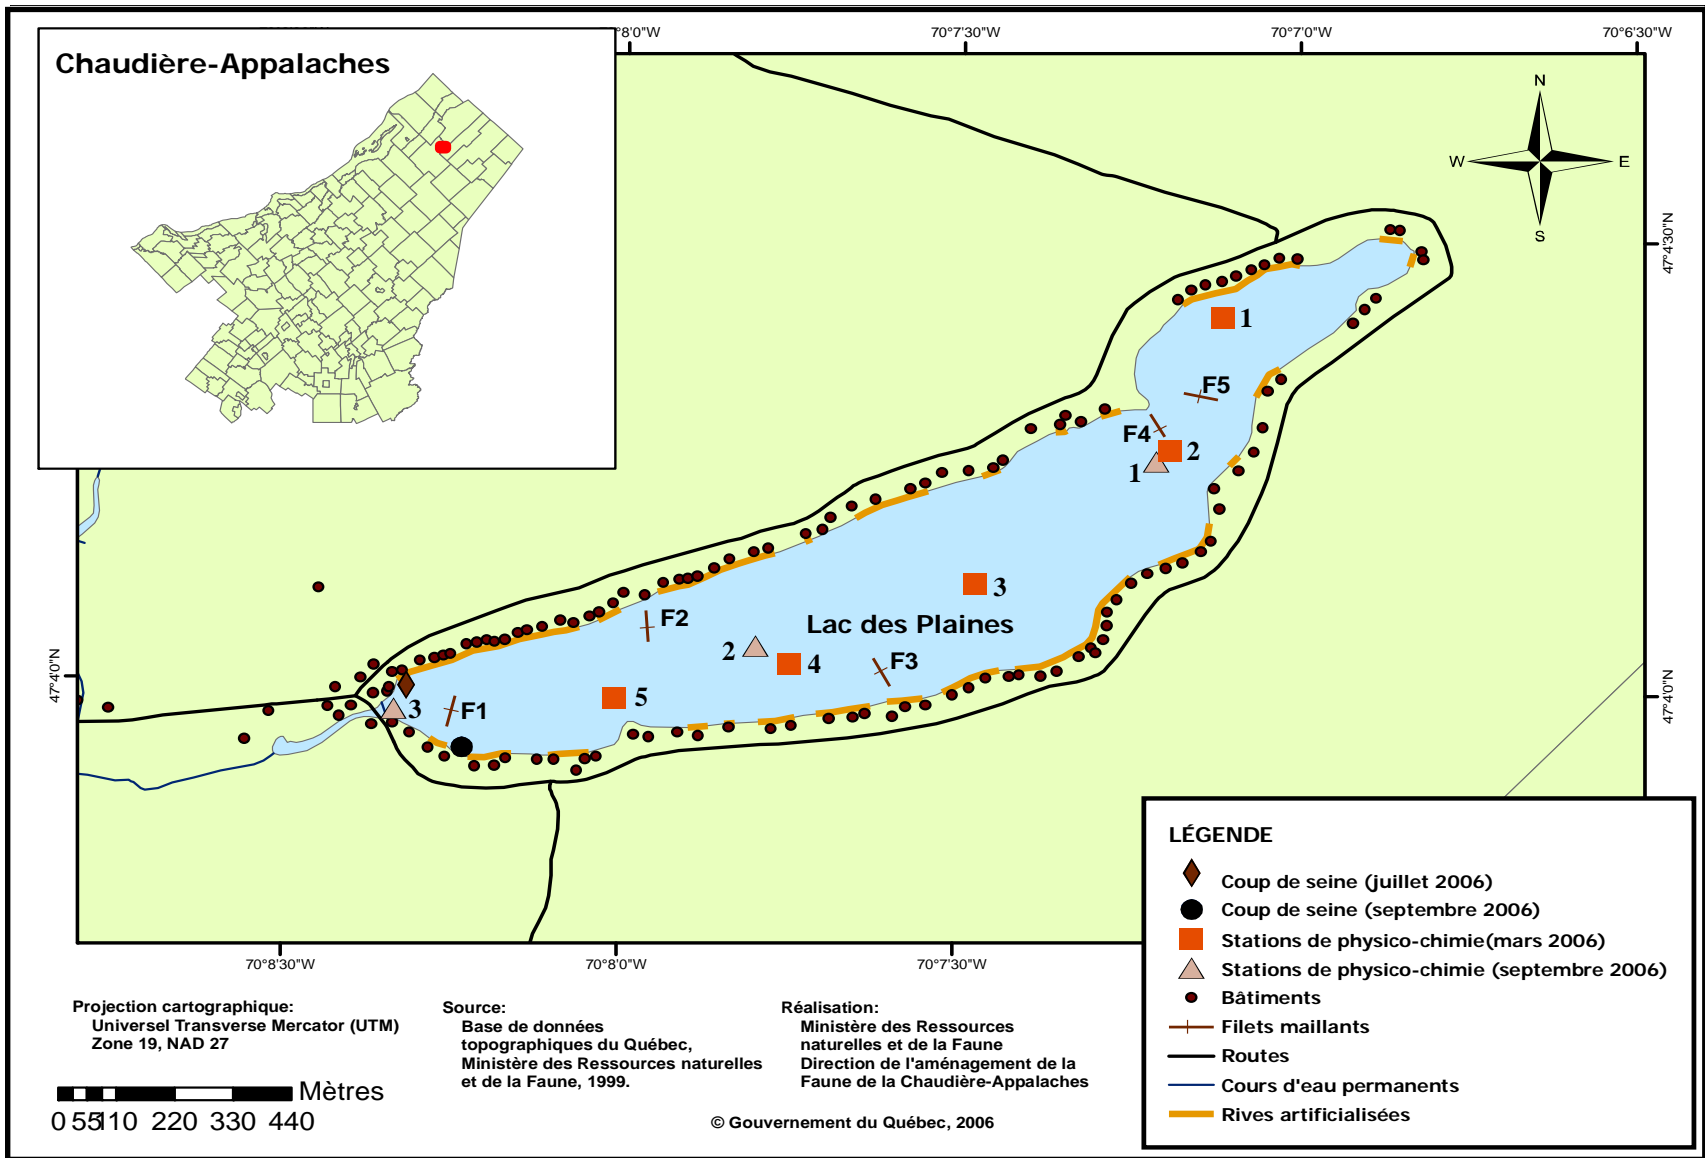 Chaudière-Appalaches
°8'0"W
70°7'30"W
70°7'0"W
70°6'30"W
N
W
E
S
47°4'30"N
47°4'0"N
47°4'0"N
1
F5
F4
2
1
3
Lac des Plaines
F2
2
4
F3
5
3
F1
70°8'30"W
70°8'0"W
70°7'30"W
LÉGENDE
Coup de seine (juillet 2006)
Coup de seine (septembre 2006)
Stations de physico-chimie(mars 2006)
Stations de physico-chimie (septembre 2006)
Bâtiments
Filets maillants
Routes
Cours d'eau permanents
Rives artificialisées
Projection cartographique:
Universel Transverse Mercator (UTM)
Zone 19, NAD 27
Source:
Base de données
topographiques du Québec,
Ministère des Ressources naturelles
et de la Faune, 1999.
Réalisation:
Ministère des Ressources
naturelles et de la Faune
Direction de l'aménagement de la
Faune de la Chaudière-Appalaches
Mètres
0 55 110 220 330 440
© Gouvernement du Québec, 2006